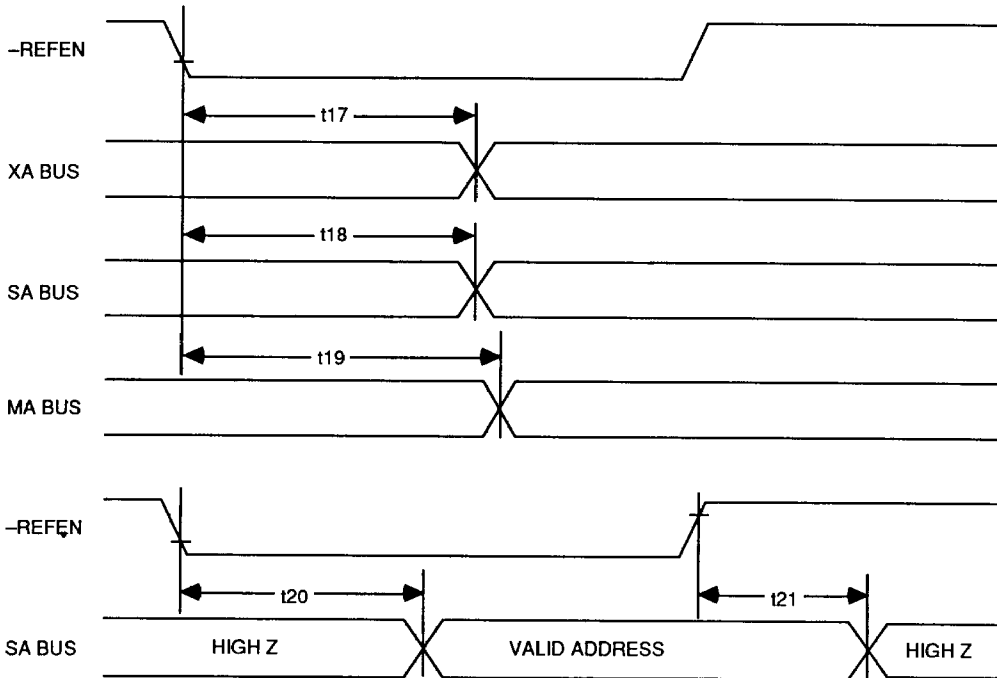 –REFEN
t17
XA BUS
t18
SA BUS
t19
MA BUS
–REFEN
t20
t21
SA BUS
HIGH Z
VALID ADDRESS
HIGH Z